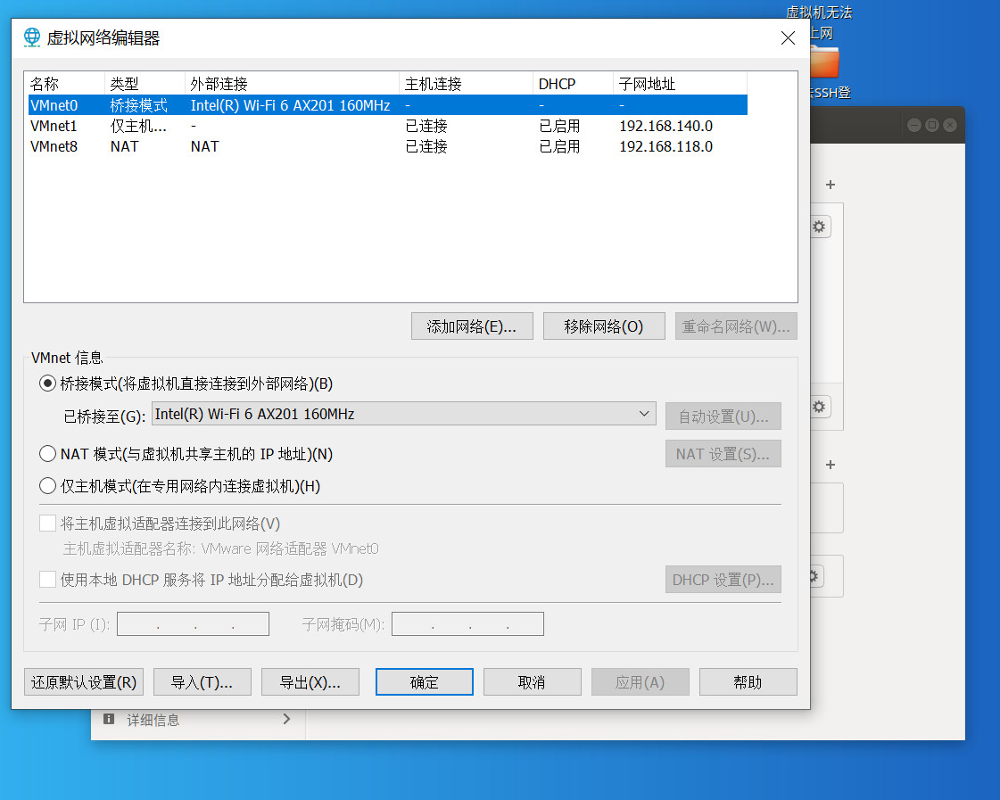 虚拟机无法
上网
SSH登
虚拟网络编辑器
名称 类型 外部连接 主机连接 DHCP 子网地址
VMnet0 桥接模式 Intel(R) Wi-Fi 6 AX201 160MHz - - -
VMnet1 仅主机... - 已连接 已启用 192.168.140.0
VMnet8 NAT NAT 已连接 已启用 192.168.118.0
添加网络(E)... 移除网络(O) 重命名网络(W)...
VMnet 信息
桥接模式(将虚拟机直接连接到外部网络)(B)
已桥接至(G): Intel(R) Wi-Fi 6 AX201 160MHz 自动设置(U)...
NAT 模式(与虚拟机共享主机的 IP 地址)(N) NAT 设置(S)...
仅主机模式(在专用网络内连接虚拟机)(H)
将主机虚拟适配器连接到此网络(V)
主机虚拟适配器名称: VMware 网络适配器 VMnet0
使用本地 DHCP 服务将 IP 地址分配给虚拟机(D) DHCP 设置(P)...
子网 IP (I): . . . 子网掩码(M): . . .
还原默认设置(R) 导入(T)... 导出(X)... 确定 取消 应用(A) 帮助
详细信息